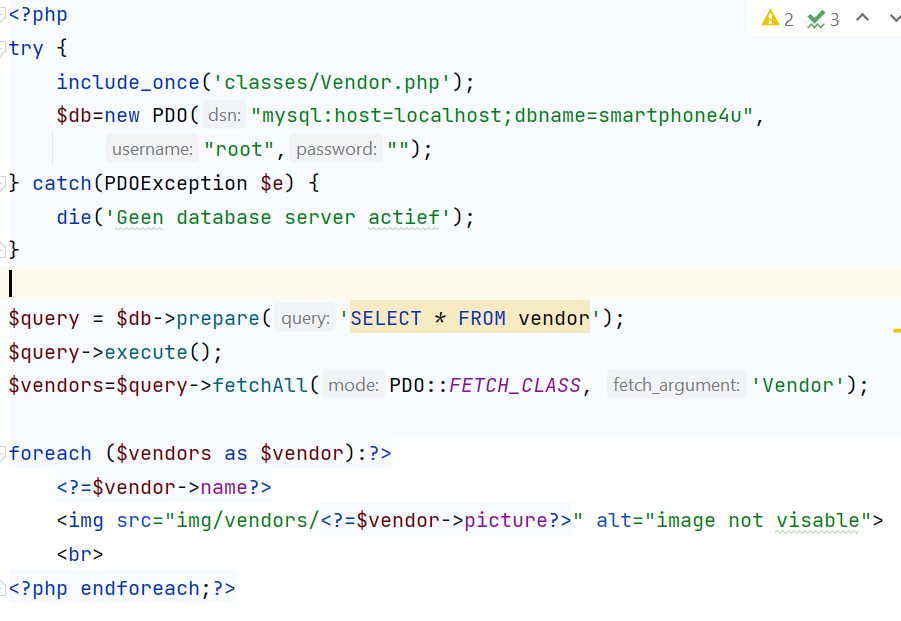 <?php
2 3
try {
    include_once('classes/Vendor.php');
    $db=new PDO( dsn: "mysql:host=localhost;dbname=smartphone4u",
        username: "root", password: "");
} catch(PDOException $e) {
    die('Geen database server actief');
}
$query = $db->prepare( query: 'SELECT * FROM vendor');
$query->execute();
$vendors=$query->fetchAll( mode: PDO::FETCH_CLASS, fetch_argument: 'Vendor');
foreach ($vendors as $vendor):?>
    <?=$vendor->name?>
    <img src="img/vendors/<?=$vendor->picture?>" alt="image not visable">
    <br>
<?php endforeach;?>